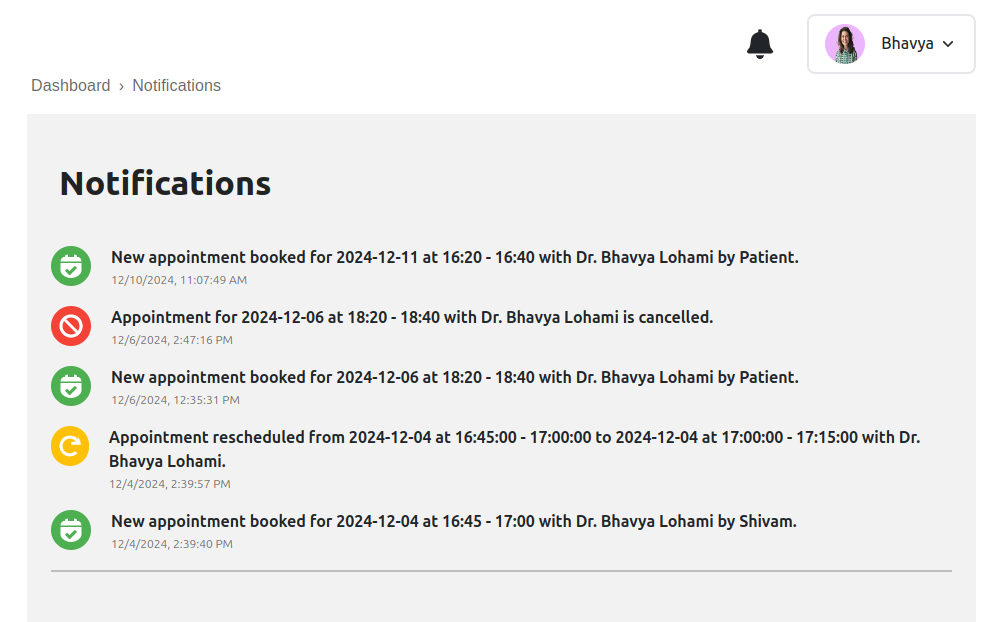 Bhavya
Dashboard › Notifications
Notifications
New appointment booked for 2024-12-11 at 16:20 - 16:40 with Dr. Bhavya Lohami by Patient.
12/10/2024, 11:07:49 AM
Appointment for 2024-12-06 at 18:20 - 18:40 with Dr. Bhavya Lohami is cancelled.
12/6/2024, 2:47:16 PM
New appointment booked for 2024-12-06 at 18:20 - 18:40 with Dr. Bhavya Lohami by Patient.
12/6/2024, 12:35:31 PM
Appointment rescheduled from 2024-12-04 at 16:45:00 - 17:00:00 to 2024-12-04 at 17:00:00 - 17:15:00 with Dr.
Bhavya Lohami.
12/4/2024, 2:39:57 PM
New appointment booked for 2024-12-04 at 16:45 - 17:00 with Dr. Bhavya Lohami by Shivam.
12/4/2024, 2:39:40 PM